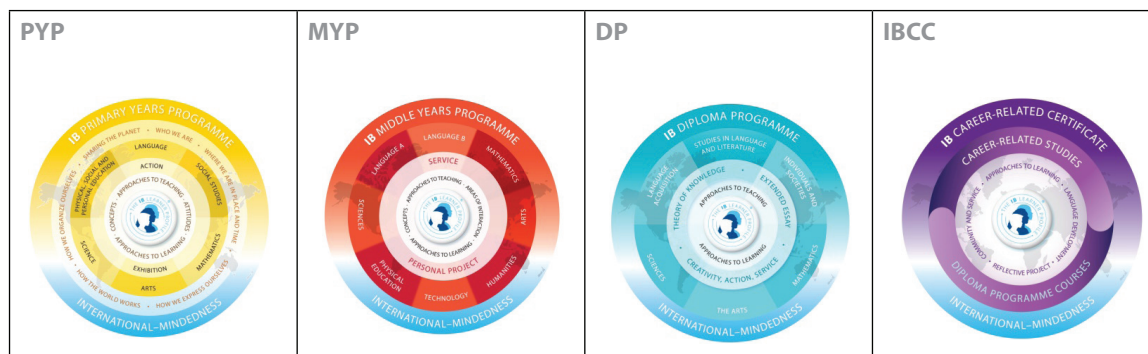 PYP
IB PRIMARY YEARS PROGRAMME
SHARING THE PLANET • WHO WE ARE • WHERE WE ARE IN PLACE AND TIME • HOW WE EXPRESS OURSELVES • HOW THE WORLD WORKS • HOW WE ORGANIZE OURSELVES
LANGUAGE
SOCIAL STUDIES
MATHEMATICS
ARTS
SCIENCE
PHYSICAL, SOCIAL AND
PERSONAL EDUCATION
ACTION
EXHIBITION
APPROACHES TO TEACHING • ATTITUDES
APPROACHES TO LEARNING • CONCEPTS
INTERNATIONAL–MINDEDNESS
MYP
IB MIDDLE YEARS PROGRAMME
LANGUAGE A
LANGUAGE B
MATHEMATICS
ARTS
HUMANITIES
TECHNOLOGY
PHYSICAL
EDUCATION
SCIENCES
SERVICE
PERSONAL PROJECT
APPROACHES TO TEACHING • AREAS OF INTERACTION
APPROACHES TO LEARNING • CONCEPTS
INTERNATIONAL–MINDEDNESS
DP
IB DIPLOMA PROGRAMME
STUDIES IN LANGUAGE
AND LITERATURE
INDIVIDUALS AND
SOCIETIES
MATHEMATICS
THE ARTS
SCIENCES
LANGUAGE
ACQUISITION
THEORY OF KNOWLEDGE • EXTENDED ESSAY
CREATIVITY, ACTION, SERVICE
APPROACHES TO TEACHING
APPROACHES TO LEARNING
INTERNATIONAL–MINDEDNESS
IBCC
IB CAREER-RELATED CERTIFICATE
CAREER-RELATED STUDIES
APPROACHES TO LEARNING • LANGUAGE DEVELOPMENT
REFLECTIVE PROJECT • COMMUNITY AND SERVICE
DIPLOMA PROGRAMME COURSES
INTERNATIONAL–MINDEDNESS